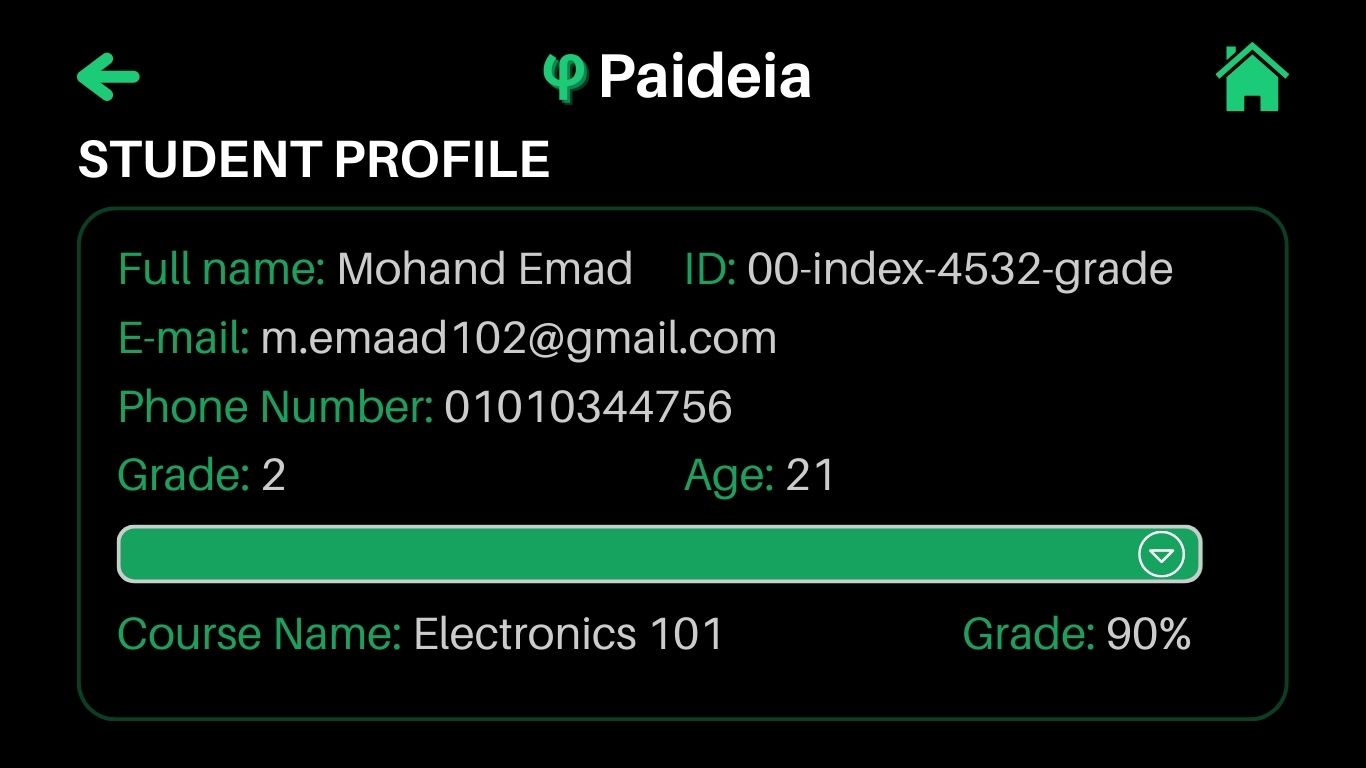 φ Paideia
STUDENT PROFILE
Full name: Mohand Emad ID: 00-index-4532-grade
E-mail: m.emaad102@gmail.com
Phone Number: 01010344756
Grade: 2 Age: 21
Course Name: Electronics 101 Grade: 90%